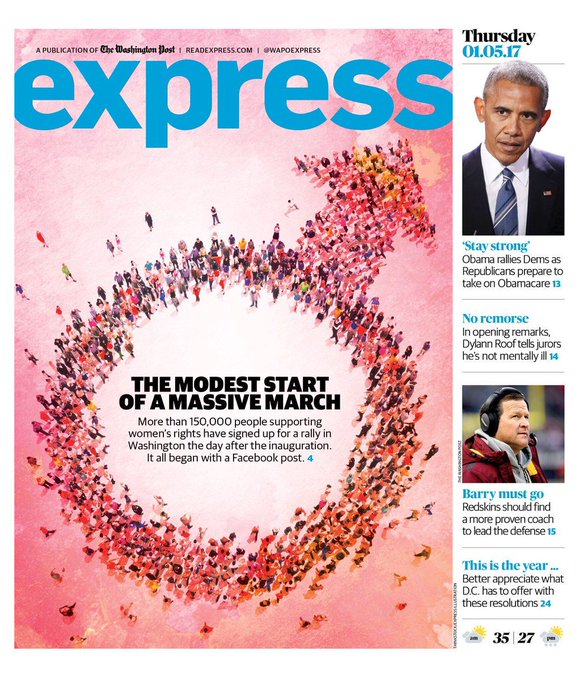 A PUBLICATION OF The Washington Post | READEXPRESS.COM | @WAPOEXPRESS
express
THE MODEST START
OF A MASSIVE MARCH
More than 150,000 people supporting
women's rights have signed up for a rally in
Washington the day after the inauguration.
It all began with a Facebook post. 4
Thursday
01.05.17
‘Stay strong’
Obama rallies Dems as
Republicans prepare to
take on Obamacare 13
No remorse
In opening remarks,
Dylann Roof tells jurors
he's not mentally ill 14
THE WASHINGTON POST
Barry must go
Redskins should find
a more proven coach
to lead the defense 15
This is the year ...
Better appreciate what
D.C. has to offer with
these resolutions 24
THINKSTOCK/EXPRESS ILLUSTRATION
am 35 | 27 pm